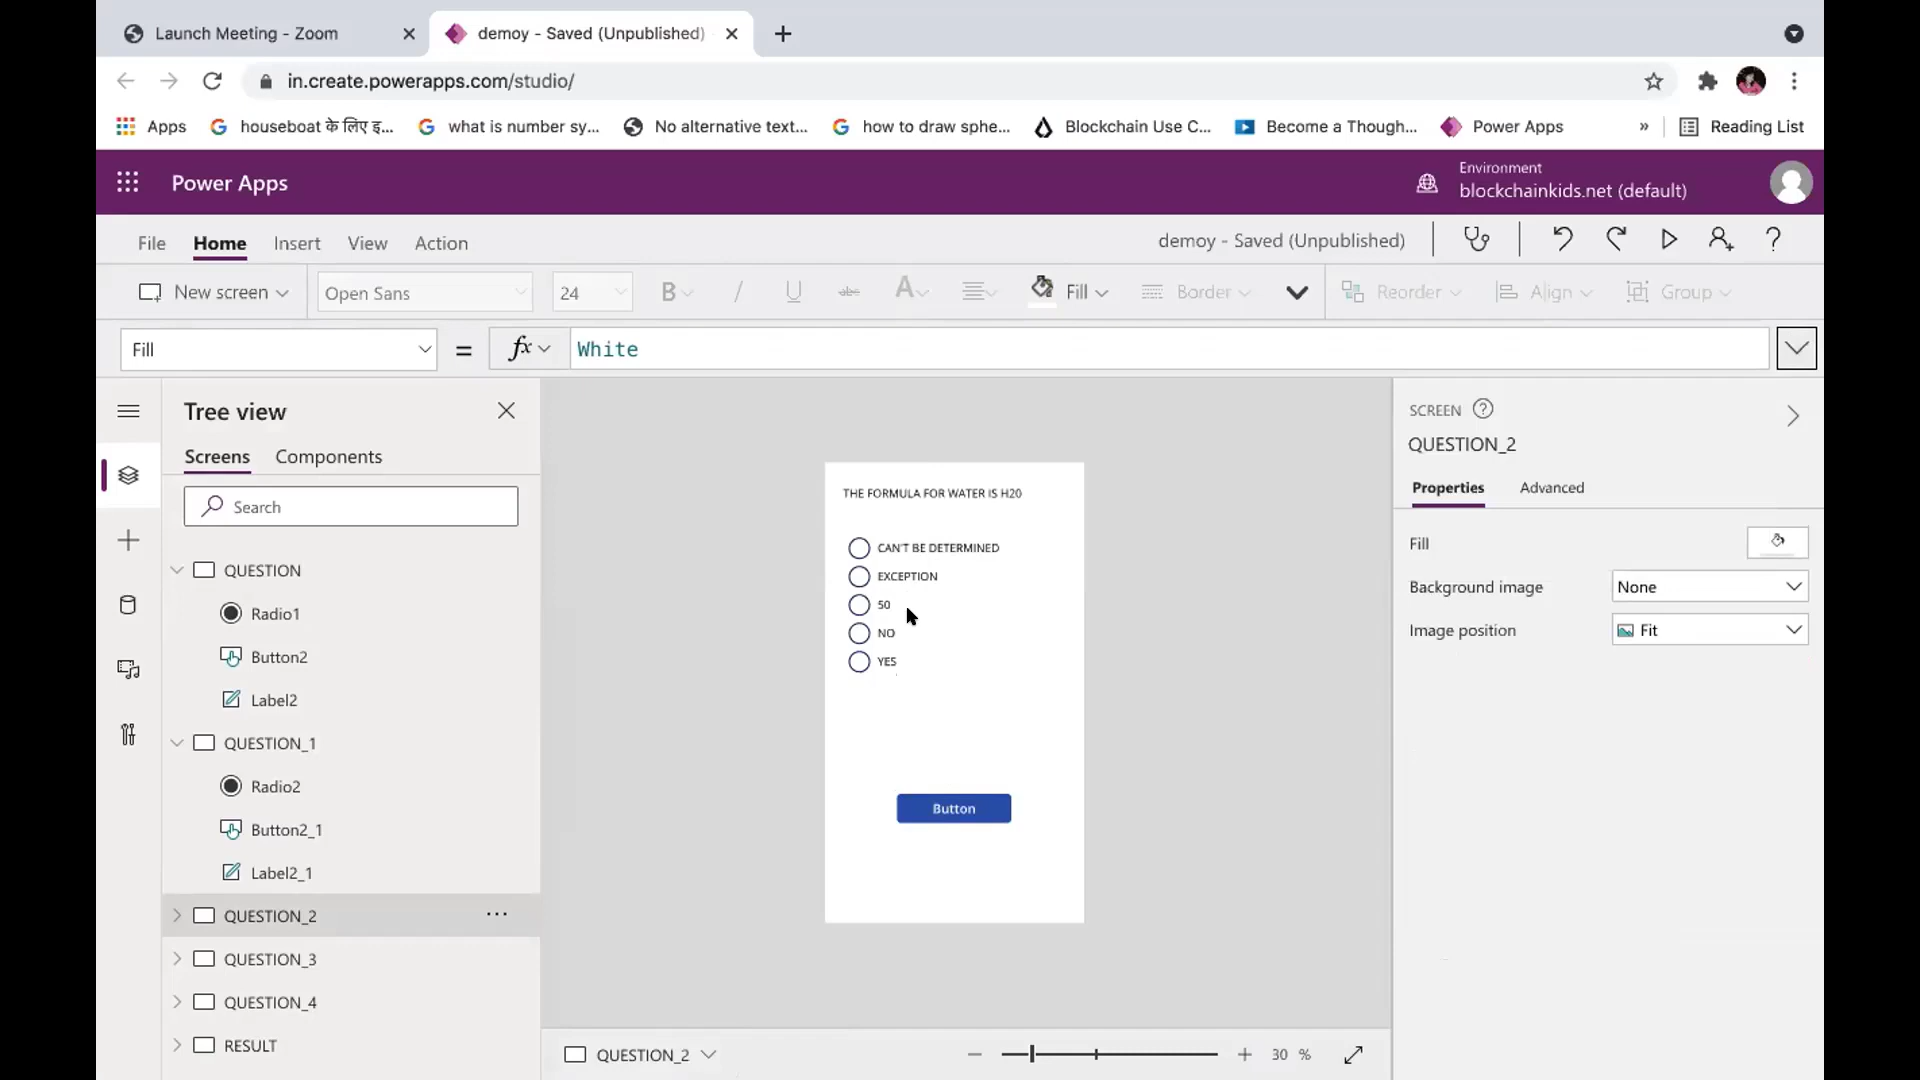 Launch Meeting - Zoom
demoy - Saved (Unpublished)
in.create.powerapps.com/studio/
Apps
houseboat के लिए इ...
what is number sy...
No alternative text...
how to draw sphe...
Blockchain Use C...
Become a Though...
Power Apps
»
Reading List
Power Apps
Environment
blockchainkids.net (default)
File
Home
Insert
View
Action
demoy - Saved (Unpublished)
New screen
Open Sans
24
B
/
U
abc
A
Fill
Border
Reorder
Align
Group
Fill
=
fx
White
Tree view
Screens
Components
Search
QUESTION
Radio1
Button2
Label2
QUESTION_1
Radio2
Button2_1
Label2_1
QUESTION_2
QUESTION_3
QUESTION_4
RESULT
THE FORMULA FOR WATER IS H20
CAN'T BE DETERMINED
EXCEPTION
50
NO
YES
Button
QUESTION_2
30 %
SCREEN
QUESTION_2
Properties
Advanced
Fill
Background image
None
Image position
Fit